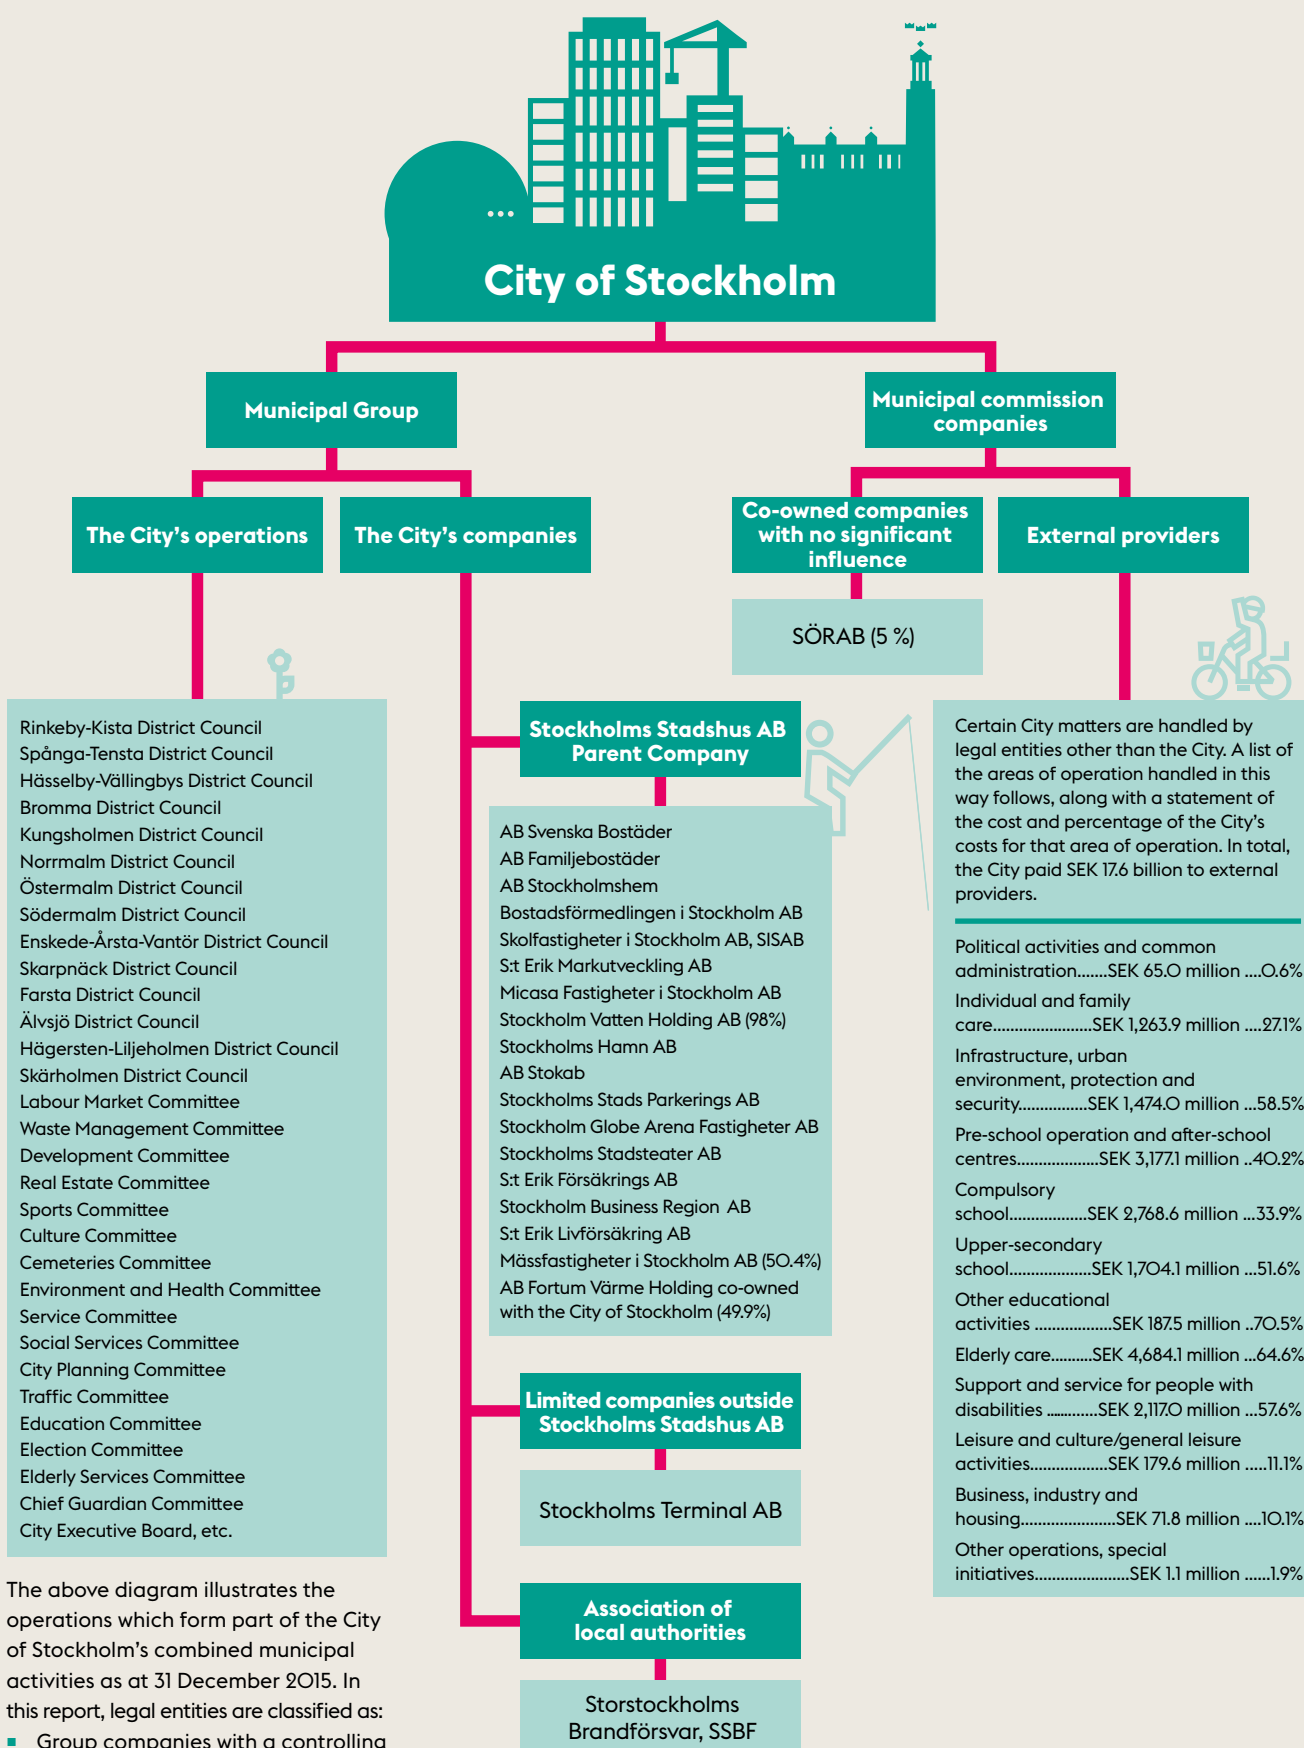 City of Stockholm
Municipal Group
Municipal commission
companies
The City's operations
The City's companies
Co-owned companies
with no significant
influence
External providers
SÖRAB (5 %)
Rinkeby-Kista District Council
Spånga-Tensta District Council
Hässelby-Vällingbys District Council
Bromma District Council
Kungsholmen District Council
Norrmalm District Council
Östermalm District Council
Södermalm District Council
Enskede-Årsta-Vantör District Council
Skarpnäck District Council
Farsta District Council
Älvsjö District Council
Hägersten-Liljeholmen District Council
Skärholmen District Council
Labour Market Committee
Waste Management Committee
Development Committee
Real Estate Committee
Sports Committee
Culture Committee
Cemeteries Committee
Environment and Health Committee
Service Committee
Social Services Committee
City Planning Committee
Traffic Committee
Education Committee
Election Committee
Elderly Services Committee
Chief Guardian Committee
City Executive Board, etc.
The above diagram illustrates the
operations which form part of the City
of Stockholm's combined municipal
activities as at 31 December 2015. In
this report, legal entities are classified as:
▪ Group companies with a controlling
Stockholms Stadshus AB
Parent Company
AB Svenska Bostäder
AB Familjebostäder
AB Stockholmshem
Bostadsförmedlingen i Stockholm AB
Skolfastigheter i Stockholm AB, SISAB
S:t Erik Markutveckling AB
Micasa Fastigheter i Stockholm AB
Stockholm Vatten Holding AB (98%)
Stockholms Hamn AB
AB Stokab
Stockholms Stads Parkerings AB
Stockholm Globe Arena Fastigheter AB
Stockholms Stadsteater AB
S:t Erik Försäkrings AB
Stockholm Business Region AB
S:t Erik Livförsäkring AB
Mässfastigheter i Stockholm AB (50.4%)
AB Fortum Värme Holding co-owned
with the City of Stockholm (49.9%)
Limited companies outside
Stockholms Stadshus AB
Stockholms Terminal AB
Association of
local authorities
Storstockholms
Brandförsvar, SSBF
Certain City matters are handled by
legal entities other than the City. A list of
the areas of operation handled in this
way follows, along with a statement of
the cost and percentage of the City's
costs for that area of operation. In total,
the City paid SEK 17.6 billion to external
providers.
Political activities and common
administration.......SEK 65.0 million ....0.6%
Individual and family
care.......................SEK 1,263.9 million ....27.1%
Infrastructure, urban
environment, protection and
security................SEK 1,474.0 million ...58.5%
Pre-school operation and after-school
centres...................SEK 3,177.1 million ..40.2%
Compulsory
school..................SEK 2,768.6 million ...33.9%
Upper-secondary
school...................SEK 1,704.1 million ...51.6%
Other educational
activities ..................SEK 187.5 million ..70.5%
Elderly care..........SEK 4,684.1 million ...64.6%
Support and service for people with
disabilities ............SEK 2,117.0 million ...57.6%
Leisure and culture/general leisure
activities..................SEK 179.6 million .....11.1%
Business, industry and
housing......................SEK 71.8 million ....10.1%
Other operations, special
initiatives......................SEK 1.1 million ......1.9%